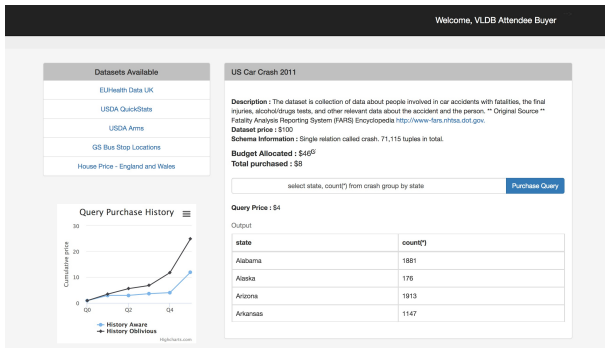 Welcome, VLDB Attendee Buyer
Datasets Available
EUHealth Data UK
USDA QuickStats
USDA Arms
GS Bus Stop Locations
House Price - England and Wales
US Car Crash 2011
Description : The dataset is collection of data about people involved in car accidents with fatalities, the final
injuries, alcohol/drugs tests, and other relevant data about the accident and the person. ** Original Source **
Fatality Analysis Reporting System (FARS) Encyclopedia http://www-fars.nhtsa.dot.gov.
Dataset price : $100
Schema Information : Single relation called crash. 71,115 tuples in total.
Budget Allocated : $46
Total purchased : $8
select state, count(*) from crash group by state
Purchase Query
Query Price : $4
Output
state count(*)
Alabama 1881
Alaska 176
Arizona 1913
Arkansas 1147
Query Purchase History
Cumulative price
30
20
10
0
Q0 Q2 Q4
History Aware
History Oblivious
Highcharts.com